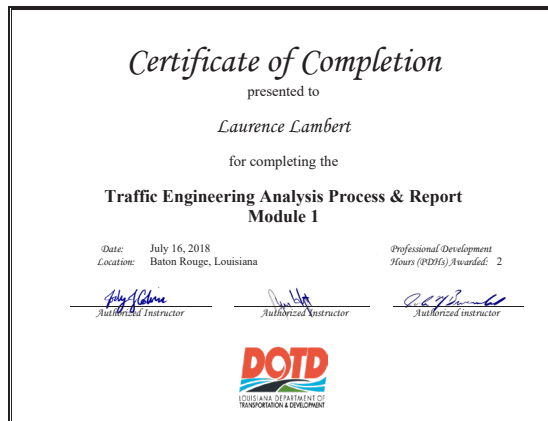 Certificate of Completion
presented to
Laurence Lambert
for completing the
Traffic Engineering Analysis Process & Report
Module 1
Date: July 16, 2018
Location: Baton Rouge, Louisiana
Professional Development
Hours (PDHs) Awarded: 2
Authorized Instructor
Authorized Instructor
Authorized instructor
DOTD
LOUISIANA DEPARTMENT OF
TRANSPORTATION & DEVELOPMENT